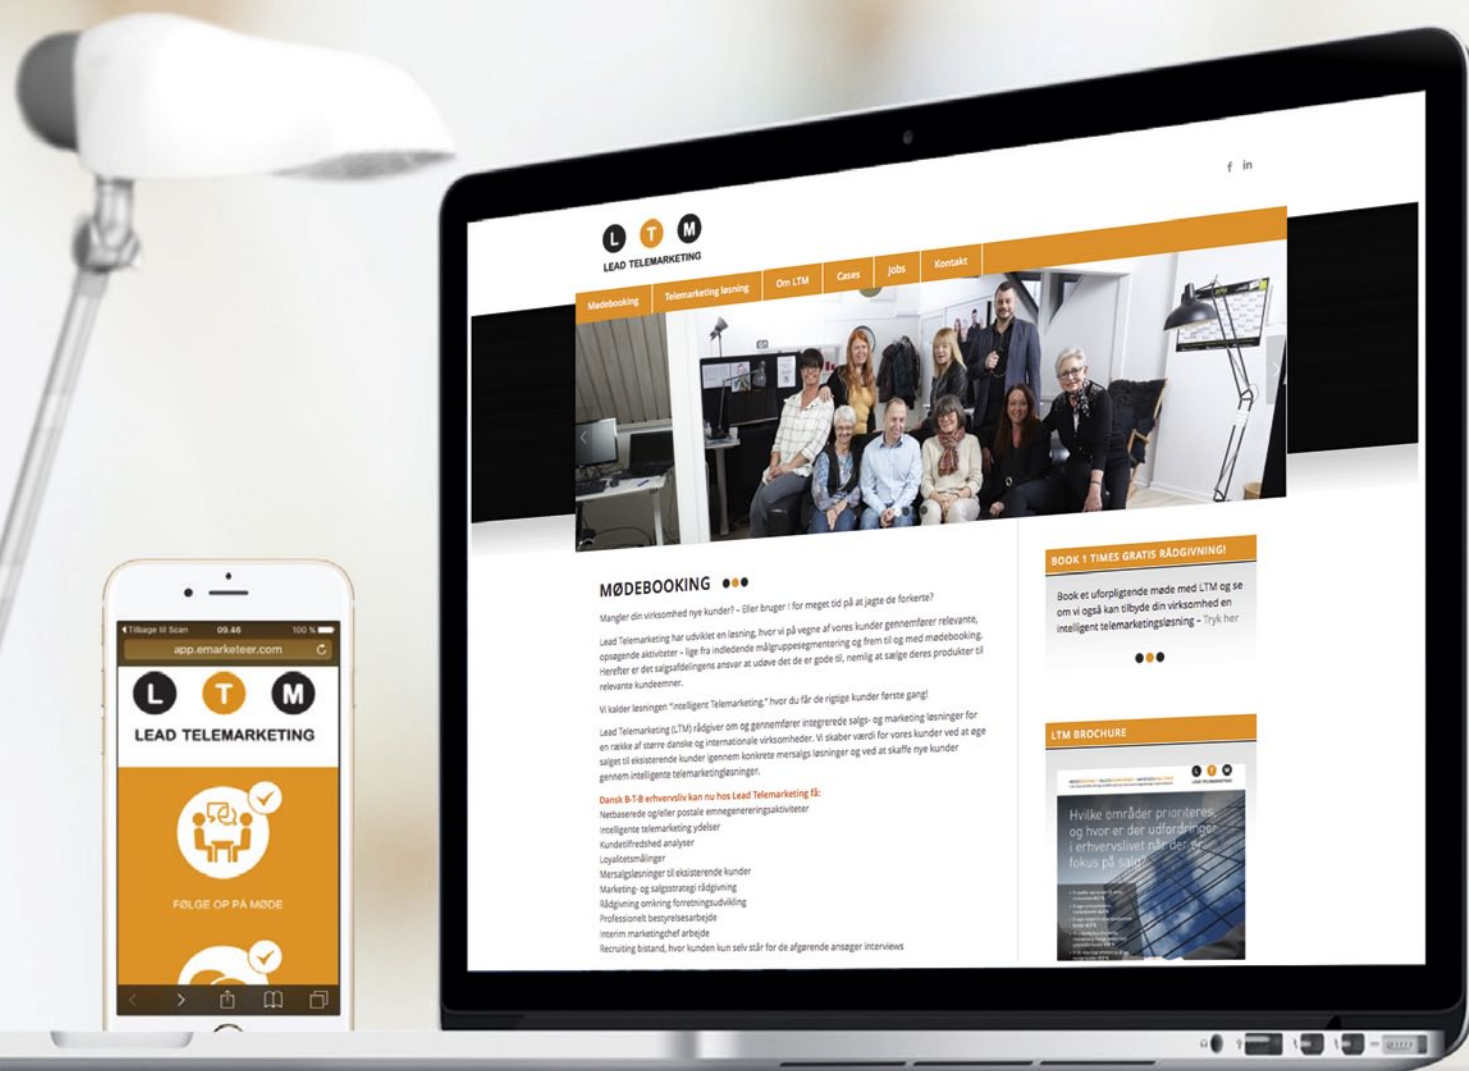 f in
L T M
LEAD TELEMARKETING
Mødebooking
Telemarketing løsning
Om LTM
Cases
Jobs
Kontakt
MØDEBOOKING
Mangler din virksomhed nye kunder? – Eller bruger I for meget tid på at jagte de forkerte?
Lead Telemarketing har udviklet en løsning, hvor vi på vegne af vores kunder gennemfører relevante,
opsøgende aktiviteter – lige fra indledende målgruppesegmentering og frem til og med mødebooking.
Herefter er det salgsafdelingens ansvar at udøve det de er gode til, nemlig at sælge deres produkter til
relevante kundeemner.
Vi kalder løsningen "Intelligent Telemarketing," hvor du får de rigtige kunder første gang!
Lead Telemarketing (LTM) rådgiver om og gennemfører integrerede salgs- og marketing løsninger for
en række af større danske og internationale virksomheder. Vi skaber værdi for vores kunder ved at øge
salget til eksisterende kunder igennem konkrete mersalgs løsninger og ved at skaffe nye kunder
gennem intelligente telemarketingløsninger.
Dansk B-T-B erhvervsliv kan nu hos Lead Telemarketing få:
Netbaserede og/eller postale emnegenereringsaktiviteter
Intelligente telemarketing ydelser
Kundetilfredshed analyser
Loyalitetsmålinger
Mersalgsløsninger til eksisterende kunder
Marketing- og salgsstrategi rådgivning
Rådgivning omkring forretningsudvikling
Professionelt bestyrelsesarbejde
Interim marketingchef arbejde
Recruiting bistand, hvor kunden kun selv står for de afgørende ansøger interviews
BOOK 1 TIMES GRATIS RÅDGIVNING!
Book et uforpligtende møde med LTM og se
om vi også kan tilbyde din virksomhed en
intelligent telemarketingsløsning – Tryk her
LTM BROCHURE
L T M
LEAD TELEMARKETING
Hvilke områder prioriteres,
og hvor er der udfordringer
i erhvervslivet når der er
fokus på salg?
Tilbage til Scan 09.46 100 %
app.emarketeer.com
L T M
LEAD TELEMARKETING
FØLGE OP PÅ MØDE